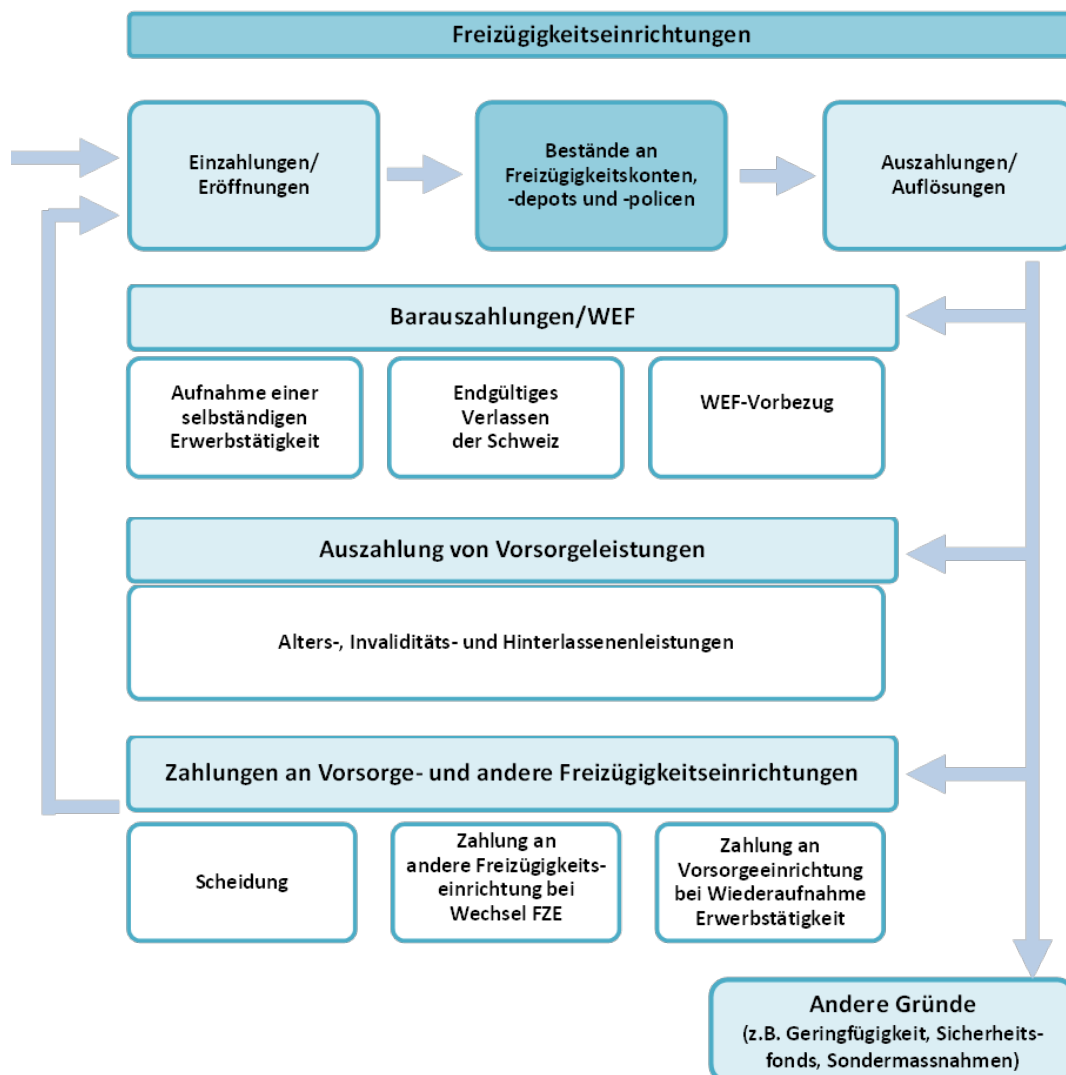 Freizügigkeitseinrichtungen
Einzahlungen/
Eröffnungen
Bestände an
Freizügigkeitskonten,
-depots und -policen
Auszahlungen/
Auflösungen
Barauszahlungen/WEF
Aufnahme einer
selbständigen
Erwerbstätigkeit
Endgültiges
Verlassen
der Schweiz
WEF-Vorbezug
Auszahlung von Vorsorgeleistungen
Alters-, Invaliditäts- und Hinterlassenenleistungen
Zahlungen an Vorsorge- und andere Freizügigkeitseinrichtungen
Scheidung
Zahlung an
andere Freizügigkeits-
einrichtung bei
Wechsel FZE
Zahlung an
Vorsorgeeinrichtung
bei Wiederaufnahme
Erwerbstätigkeit
Andere Gründe
(z.B. Geringfügigkeit, Sicherheits-
fonds, Sondermassnahmen)